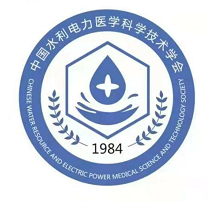 中国水利电力医学科学技术学会
CHINESE WATER RESOURCE AND ELECTRIC POWER MEDICAL SCIENCE AND TECHNOLOGY SOCIETY
1984